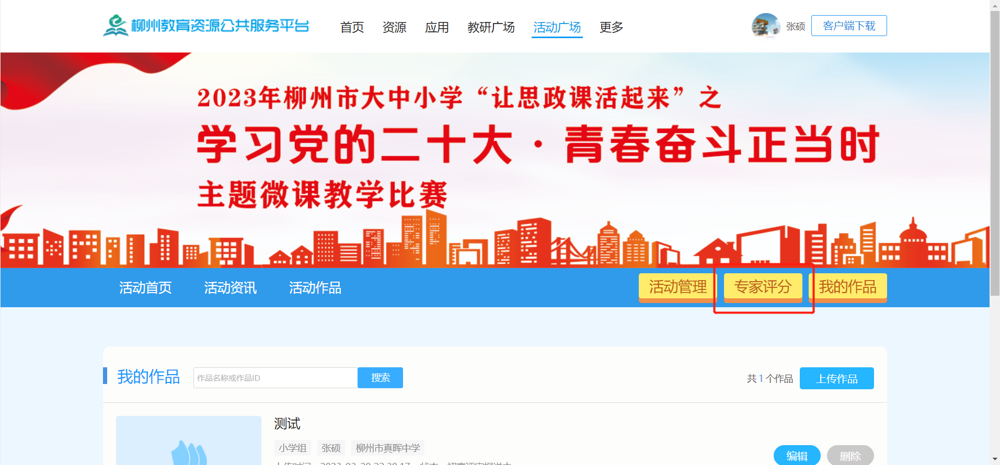 柳州教育资源公共服务平台 首页 资源 应用 教研广场 活动广场 更多 张硕 客户端下载
2023年柳州市大中小学“让思政课活起来”之
学习党的二十大·青春奋斗正当时
主题微课教学比赛
活动首页 活动资讯 活动作品 活动管理 专家评分 我的作品
我的作品 作品名称或作品ID 搜索 共1个作品 上传作品
测试
小学组 张硕 柳州市真晖中学
编辑 删除